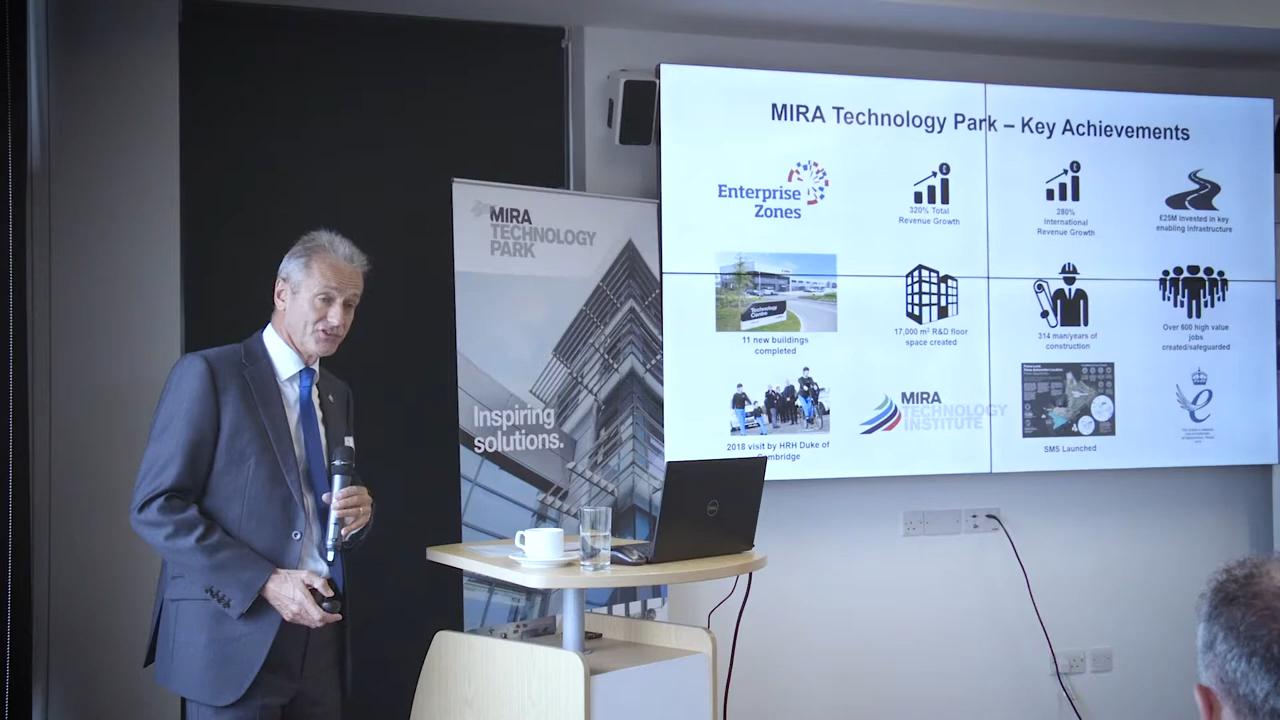 MIRA Technology Park – Key Achievements
Enterprise
Zones
320% Total
Revenue Growth
280%
International
Revenue Growth
£25M invested in key
enabling infrastructure
Technology
Centre
11 new buildings
completed
17,000 m² R&D floor
space created
314 man/years of
construction
Over 600 high value
jobs
created/safeguarded
2018 visit by HRH Duke of
MIRA
TECHNOLOGY
INSTITUTE
SMS Launched
MIRA
TECHNOLOGY
PARK
Inspiring
solutions.
DELL